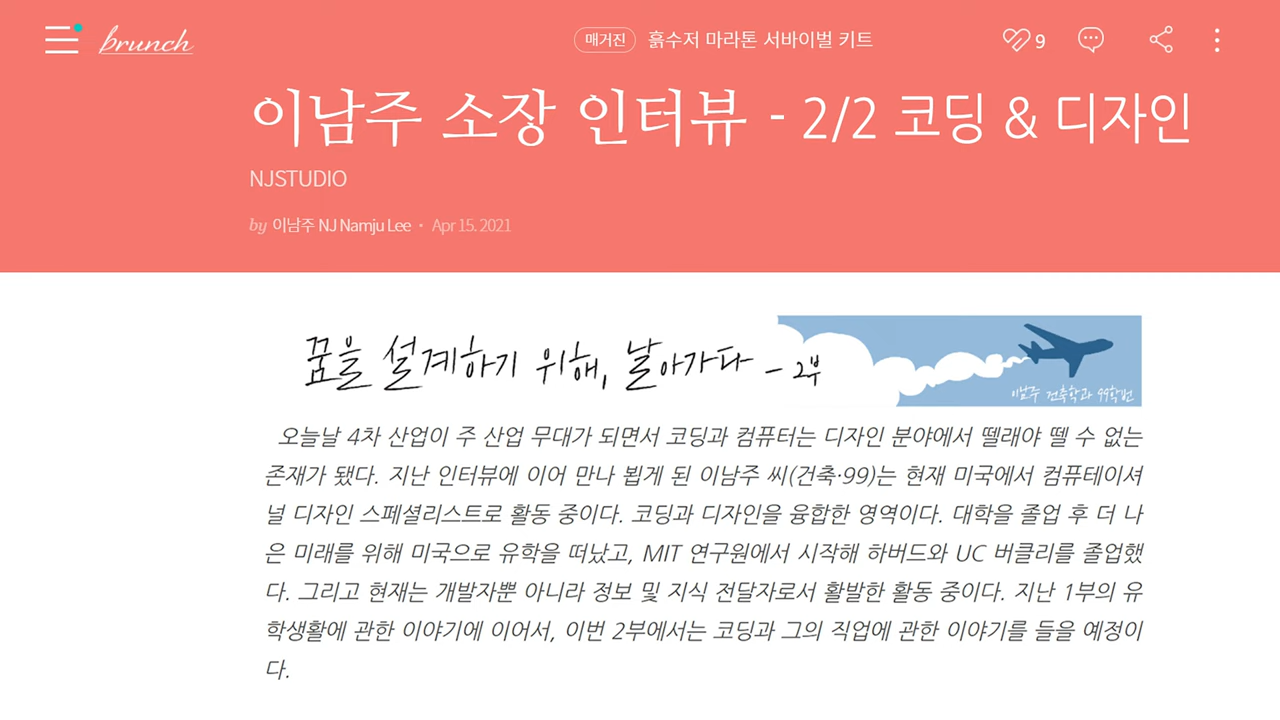 brunch
매거진 흙수저 마라톤 서바이벌 키트
9
이남주 소장 인터뷰 - 2/2 코딩 & 디자인
NJSTUDIO
by 이남주 NJ Namju Lee · Apr 15. 2021
꿈을 설계하기 위해, 날아가다 - 2부
이남주 건축학과 99학번
오늘날 4차 산업이 주 산업 무대가 되면서 코딩과 컴퓨터는 디자인 분야에서 뗄래야 뗄 수 없는
존재가 됐다. 지난 인터뷰에 이어 만나 뵙게 된 이남주 씨(건축·99)는 현재 미국에서 컴퓨테이셔
널 디자인 스페셜리스트로 활동 중이다. 코딩과 디자인을 융합한 영역이다. 대학을 졸업 후 더 나
은 미래를 위해 미국으로 유학을 떠났고, MIT 연구원에서 시작해 하버드와 UC 버클리를 졸업했
다. 그리고 현재는 개발자뿐 아니라 정보 및 지식 전달자로서 활발한 활동 중이다. 지난 1부의 유
학생활에 관한 이야기에 이어서, 이번 2부에서는 코딩과 그의 직업에 관한 이야기를 들을 예정이
다.